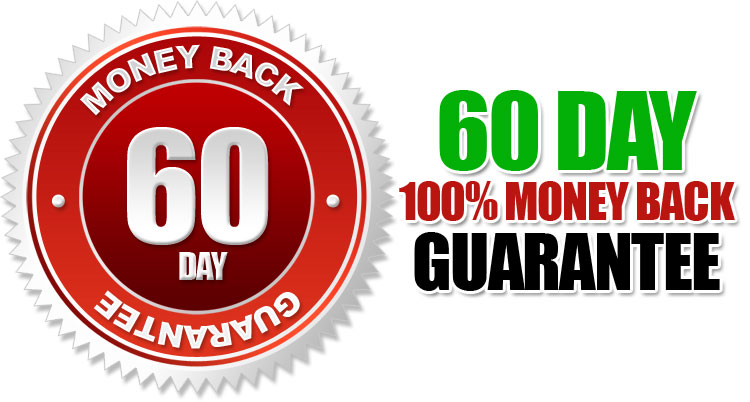 MONEY BACK
60
DAY
GUARANTEE
60 DAY
100% MONEY BACK
GUARANTEE